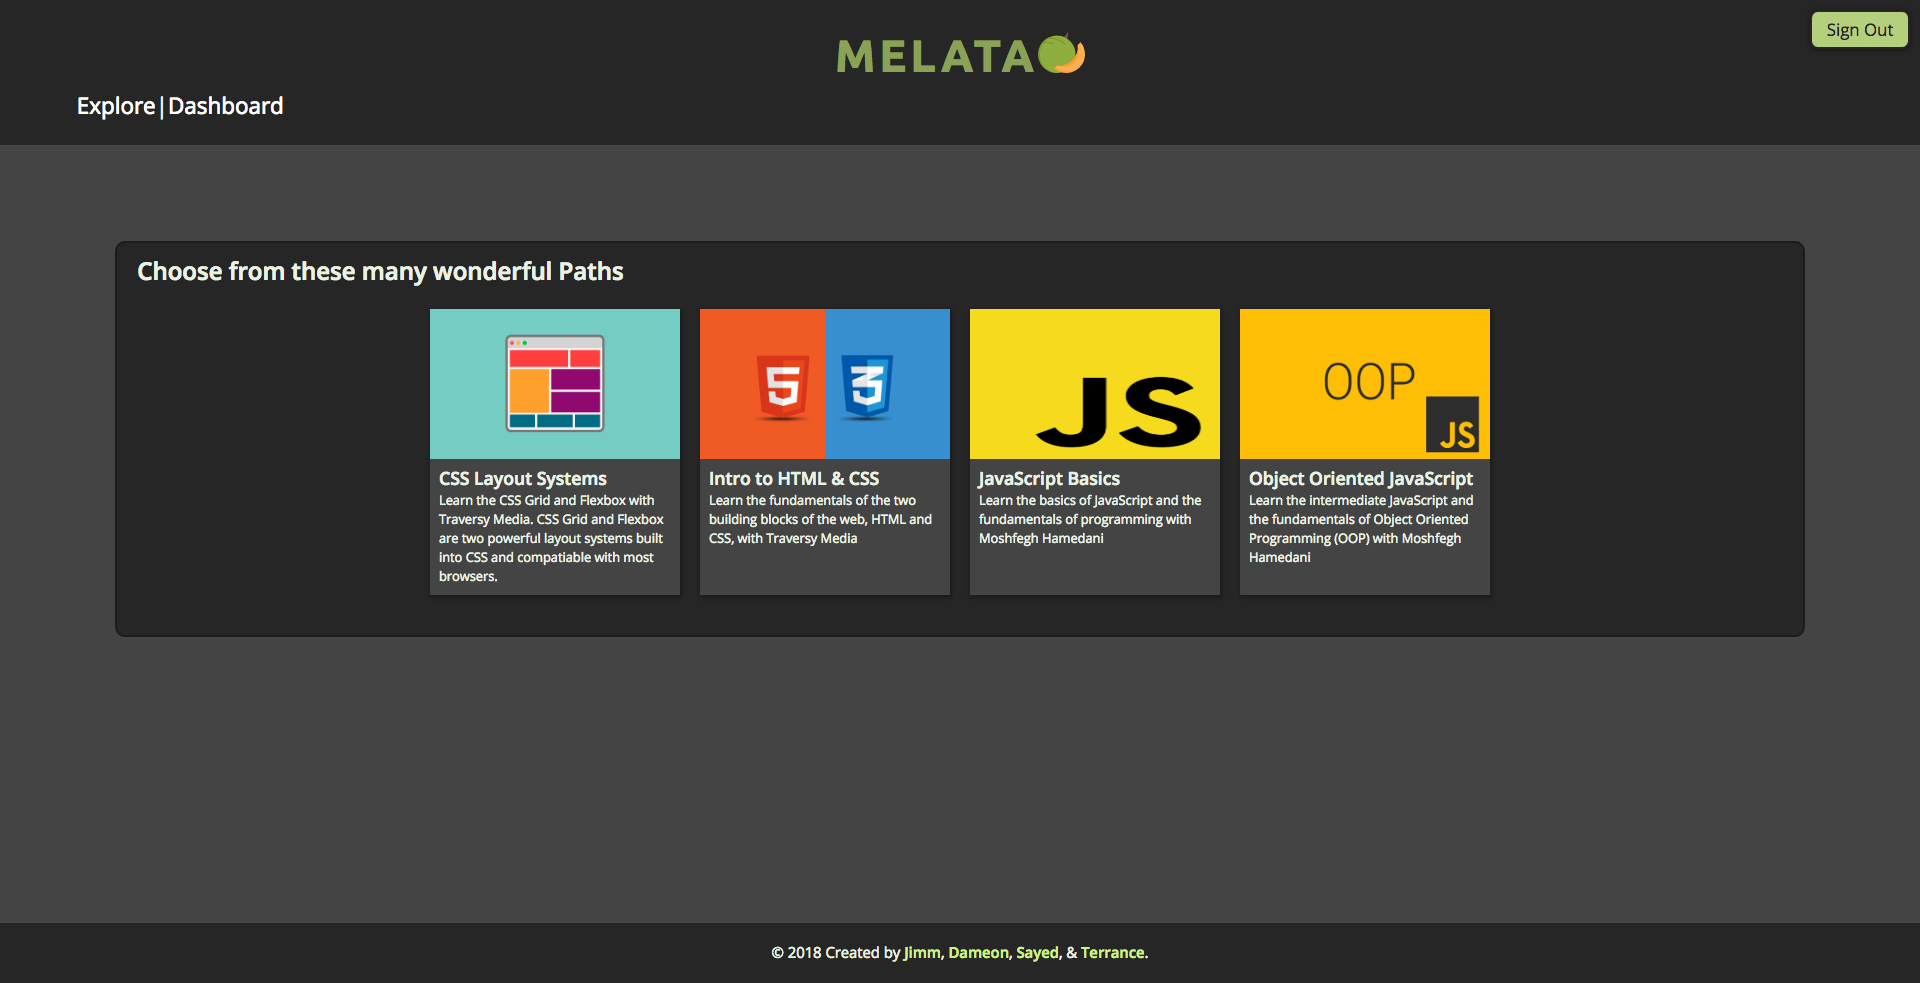 Sign Out
MELATA
Explore|Dashboard
Choose from these many wonderful Paths
5
3
JS
OOP
JS
CSS Layout Systems
Learn the CSS Grid and Flexbox with
Traversy Media. CSS Grid and Flexbox
are two powerful layout systems built
into CSS and compatiable with most
browsers.
Intro to HTML & CSS
Learn the fundamentals of the two
building blocks of the web, HTML and
CSS, with Traversy Media
JavaScript Basics
Learn the basics of JavaScript and the
fundamentals of programming with
Moshfegh Hamedani
Object Oriented JavaScript
Learn the intermediate JavaScript and
the fundamentals of Object Oriented
Programming (OOP) with Moshfegh
Hamedani
© 2018 Created by Jimm, Dameon, Sayed, & Terrance.